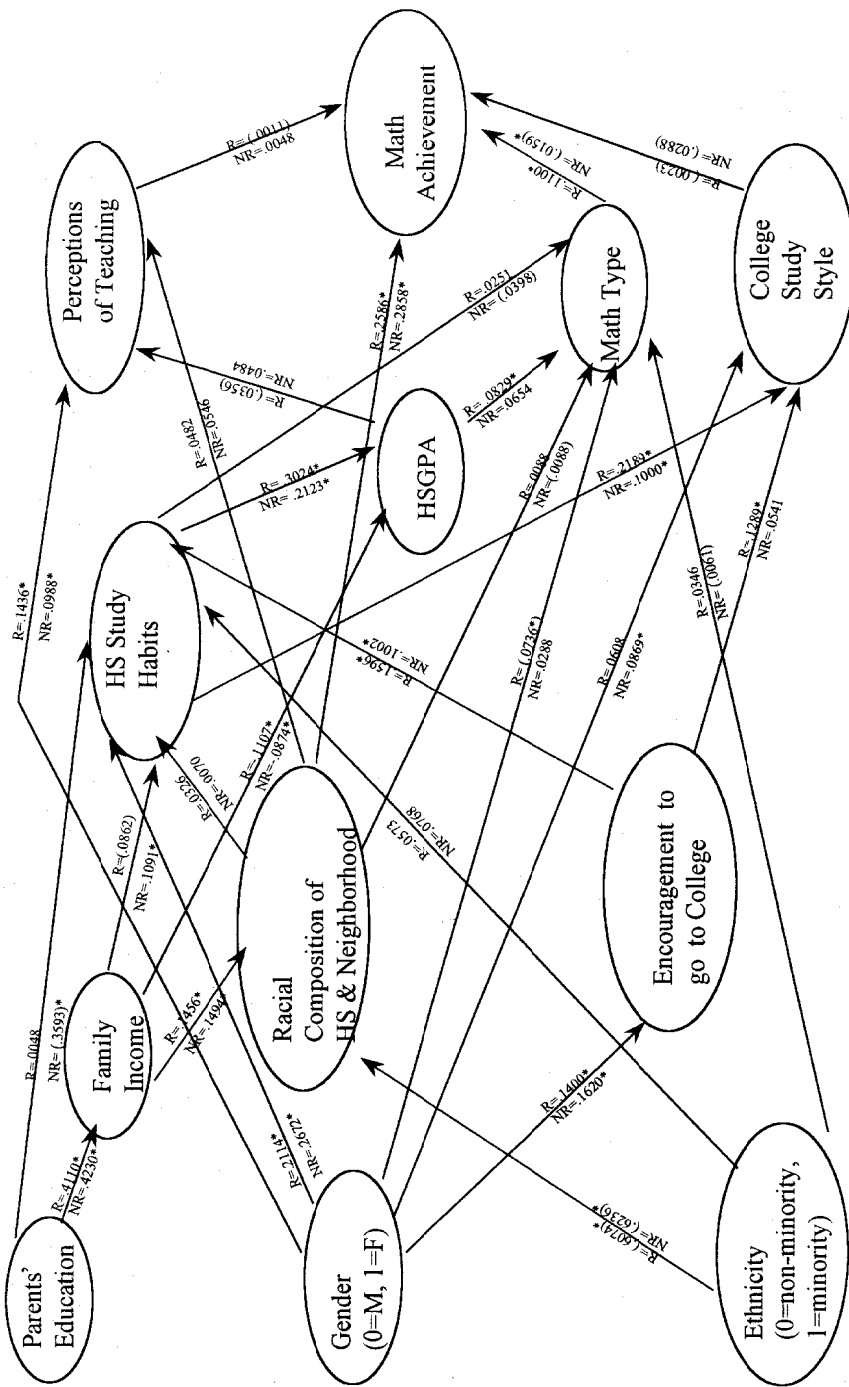 Parents'
Education
R=.4110*
NR=.4230*
R=.0048
NR= (.3593)*
Family
Income
R=(.0862)
NR=.1091*
R=.1436*
NR=.0988*
HS Study
Habits
Perceptions
of Teaching
R= (.0011)
NR=.0048
R=.0482
NR=.0546
R= (.0356)
NR=.0484
R= .3024*
NR= .2123*
R=.0326
NR=.0070
R=-.1107*
NR=-.0874*
R=.1456*
NR=.1494*
R=.2114*
NR=.2672*
Gender
(0=M, 1=F)
Racial
Composition of
HS & Neighborhood
HSGPA
R=.2586*
NR=.2858*
Math
Achievement
R= .0829*
NR=.0654
R=.0251
NR= (.0398)
R=.1100*
NR= (.0159)*
Math Type
R=.0088
NR=(.0088)
R= (.0736*)
NR=.0288
R=.1596*
NR=.1002*
R=.0573
NR=.0768
R=.2189*
NR=.1000*
R=.0608
NR=.0869*
R=.1400*
NR=.1620*
R=(.6074)*
NR=(.6236)*
Encouragement to
go to College
R=.0346
NR= (.0061)
R=.1289*
NR=.0541
R= (.0023)
NR= (.0288)
College
Study
Style
Ethnicity
(0=non-minority,
1=minority)